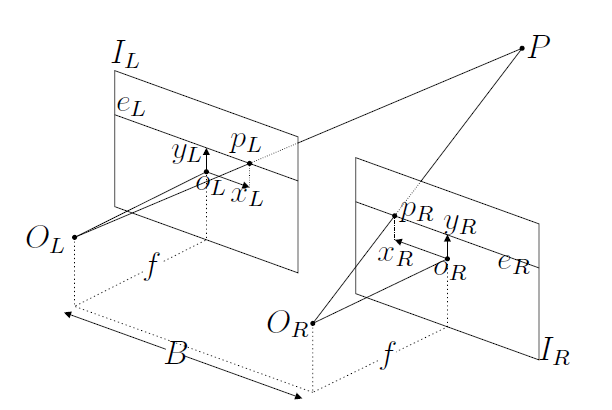 I_L
P
e_L
p_L
y_L
o_L
x_L
p_R
y_R
O_L
x_R
o_R
e_R
f
O_R
B
f
I_R